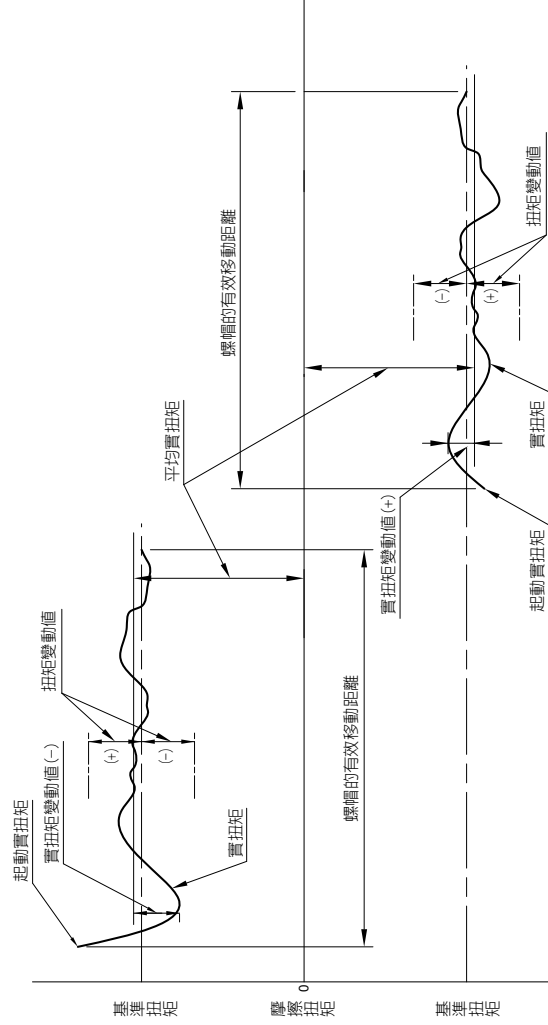 起動實扭矩
實扭矩變動值(−)
扭矩變動值
(+)
(−)
實扭矩
平均實扭矩
螺帽的有效移動距離
螺帽的有效移動距離
基準扭矩
摩擦扭矩
0
基準扭矩
實扭矩變動值(+)
(−)
(+)
扭矩變動值
實扭矩
起動實扭矩